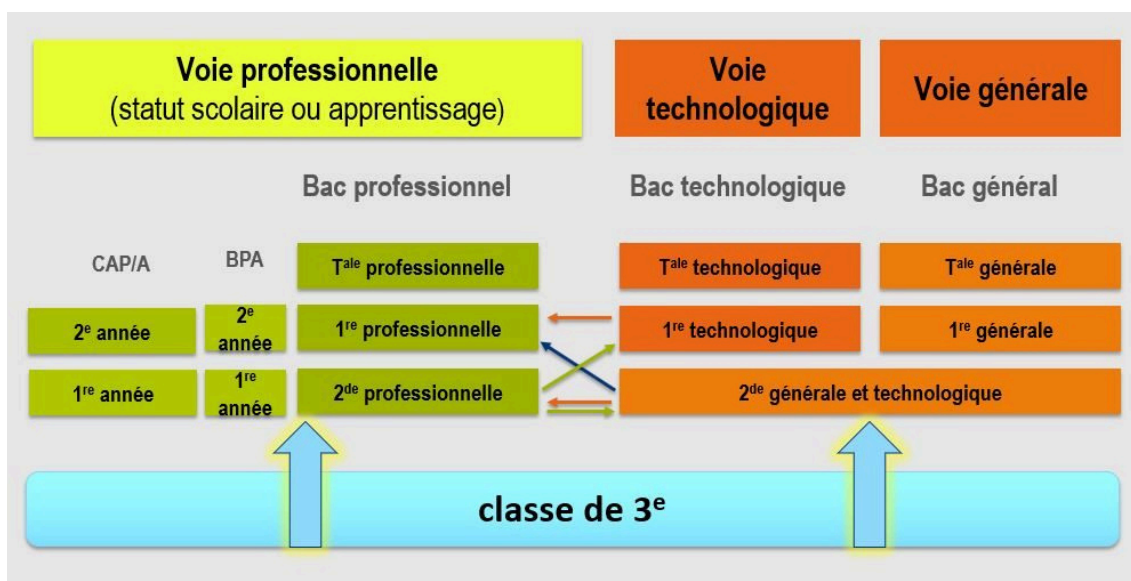 Voie professionnelle
(statut scolaire ou apprentissage)
Voie
technologique
Voie générale
Bac professionnel
Bac technologique
Bac général
CAP/A
BPA
Tale professionnelle
Tale technologique
Tale générale
2e année
2e
année
1re professionnelle
1re technologique
1re générale
1re année
1re
année
2de professionnelle
2de générale et technologique
classe de 3e